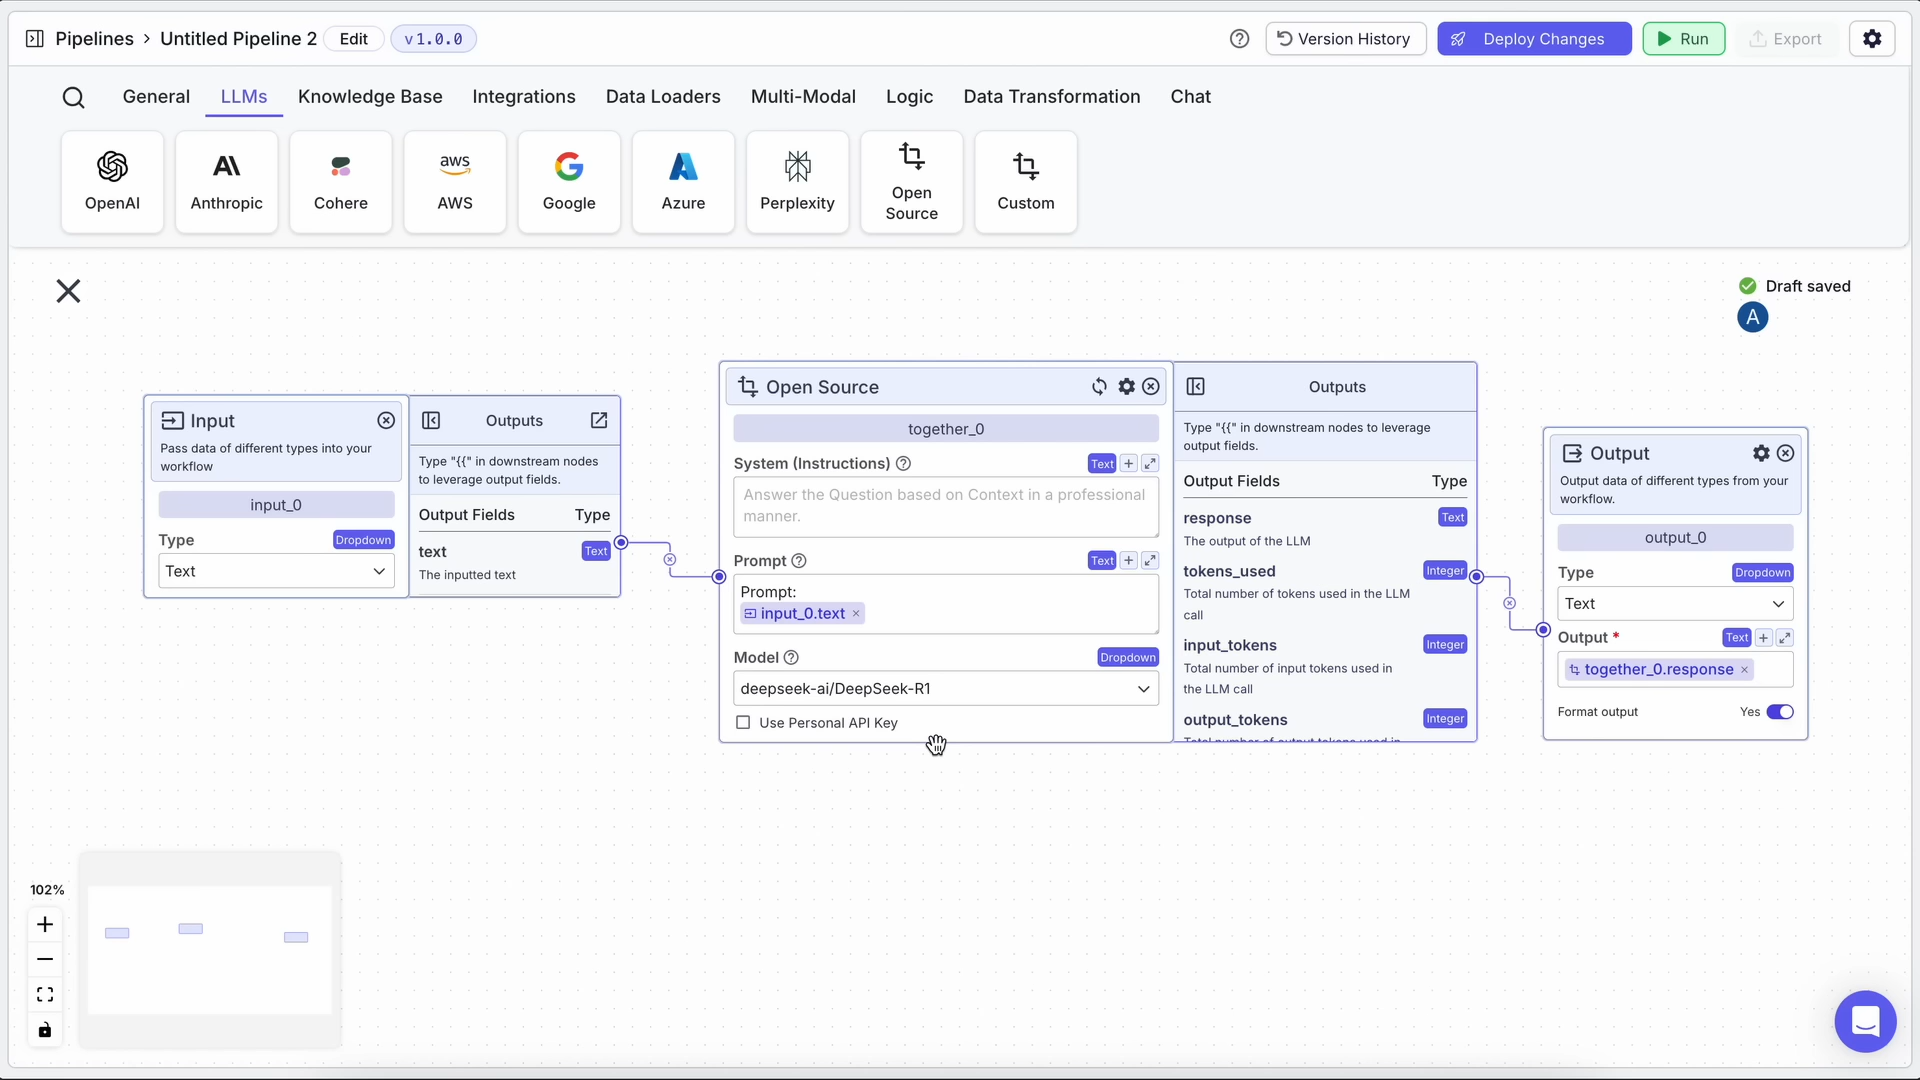 Pipelines > Untitled Pipeline 2 Edit v1.0.0
Version History Deploy Changes Run Export
General LLMs Knowledge Base Integrations Data Loaders Multi-Modal Logic Data Transformation Chat
OpenAI
Anthropic
Cohere
aws
AWS
Google
Azure
Perplexity
Open
Source
Custom
Draft saved
A
Input
Pass data of different types into your
workflow
input_0
Type Dropdown
Text
Outputs
Type "{{" in downstream nodes
to leverage output fields.
Output Fields Type
text Text
The inputted text
Open Source
together_0
System (Instructions) Text
Answer the Question based on Context in a professional
manner.
Prompt Text
Prompt:
input_0.text
Model Dropdown
deepseek-ai/DeepSeek-R1
Use Personal API Key
Outputs
Type "{{" in downstream nodes to leverage
output fields.
Output Fields Type
response Text
The output of the LLM
tokens_used Integer
Total number of tokens used in the LLM
call
input_tokens Integer
Total number of input tokens used in
the LLM call
output_tokens Integer
Total number of output tokens used in
Output
Output data of different types from your
workflow.
output_0
Type Dropdown
Text
Output * Text
together_0.response
Format output Yes
102%